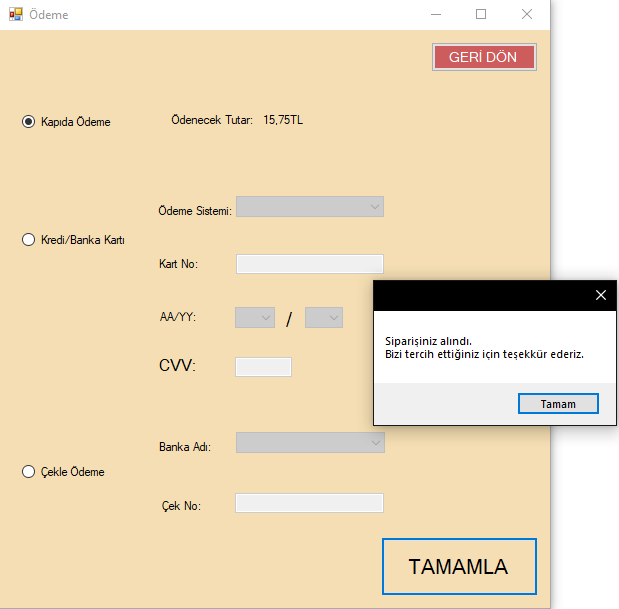 Ödeme
GERİ DÖN
Kapıda Ödeme
Ödenecek Tutar: 15,75TL
Ödeme Sistemi:
Kredi/Banka Kartı
Kart No:
AA/YY:
/
CVV:
Siparişiniz alındı.
Bizi tercih ettiğiniz için teşekkür ederiz.
Tamam
Banka Adı:
Çekle Ödeme
Çek No:
TAMAMLA